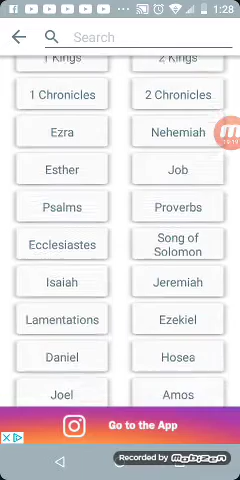 1:28
Search
1 Kings
2 Kings
1 Chronicles
2 Chronicles
Ezra
Nehemiah
Esther
Job
Psalms
Proverbs
Ecclesiastes
Song of
Solomon
Isaiah
Jeremiah
Lamentations
Ezekiel
Daniel
Hosea
Joel
Amos
Go to the App
Recorded by mobizen